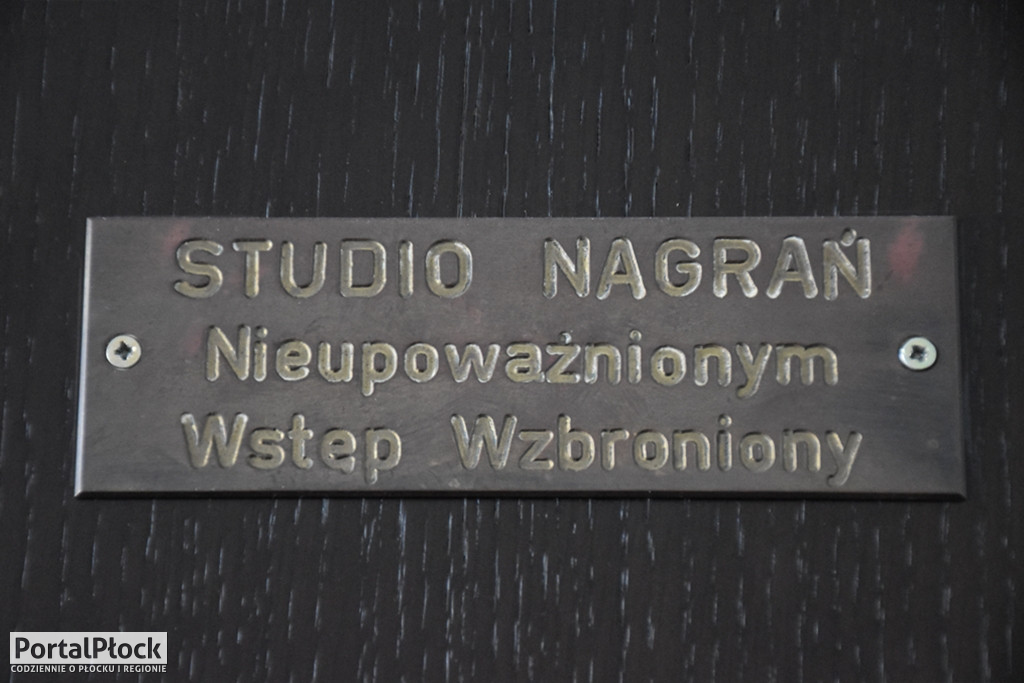 STUDIO NAGRAŃ
Nieupoważnionym
Wstęp Wzbroniony
PortalPłock
CODZIENNIE O PŁOCKU I REGIONIE